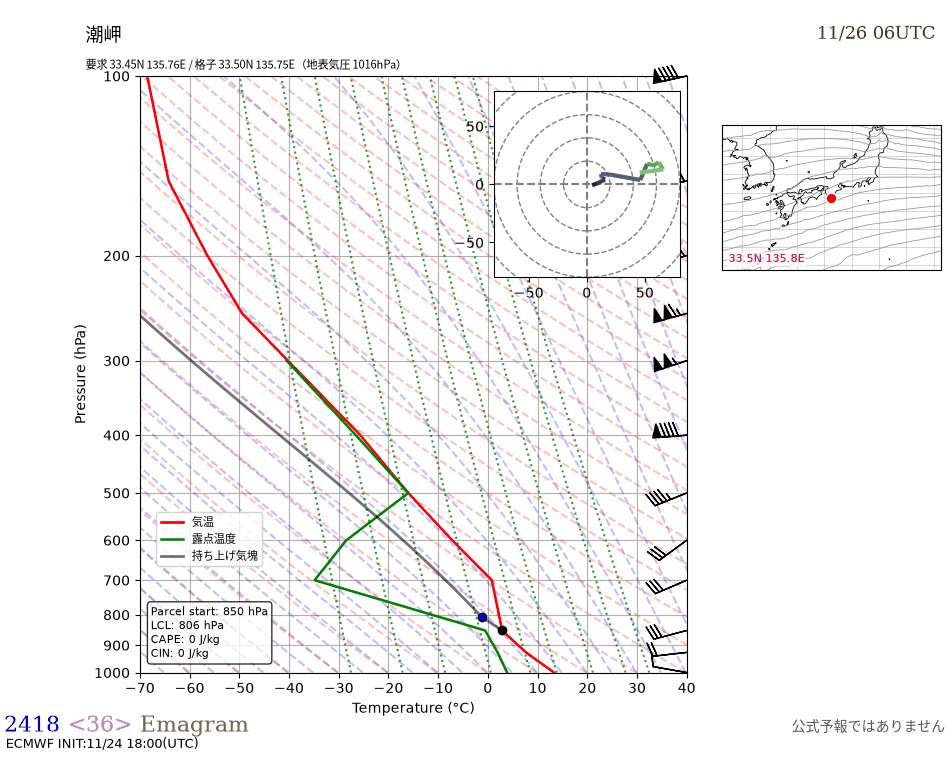 潮岬
11/26 06UTC
要求 33.45N 135.76E / 格子 33.50N 135.75E（地表気圧 1016hPa）
100
200
300
400
500
600
700
800
900
1000
Pressure (hPa)
−70
−60
−50
−40
−30
−20
−10
0
10
20
30
40
Temperature (°C)
50
0
−50
−50
0
50
気温
露点温度
持ち上げ気塊
Parcel start: 850 hPa
LCL: 806 hPa
CAPE: 0 J/kg
CIN: 0 J/kg
33.5N 135.8E
2418 <36> Emagram
ECMWF INIT:11/24 18:00(UTC)
公式予報ではありません